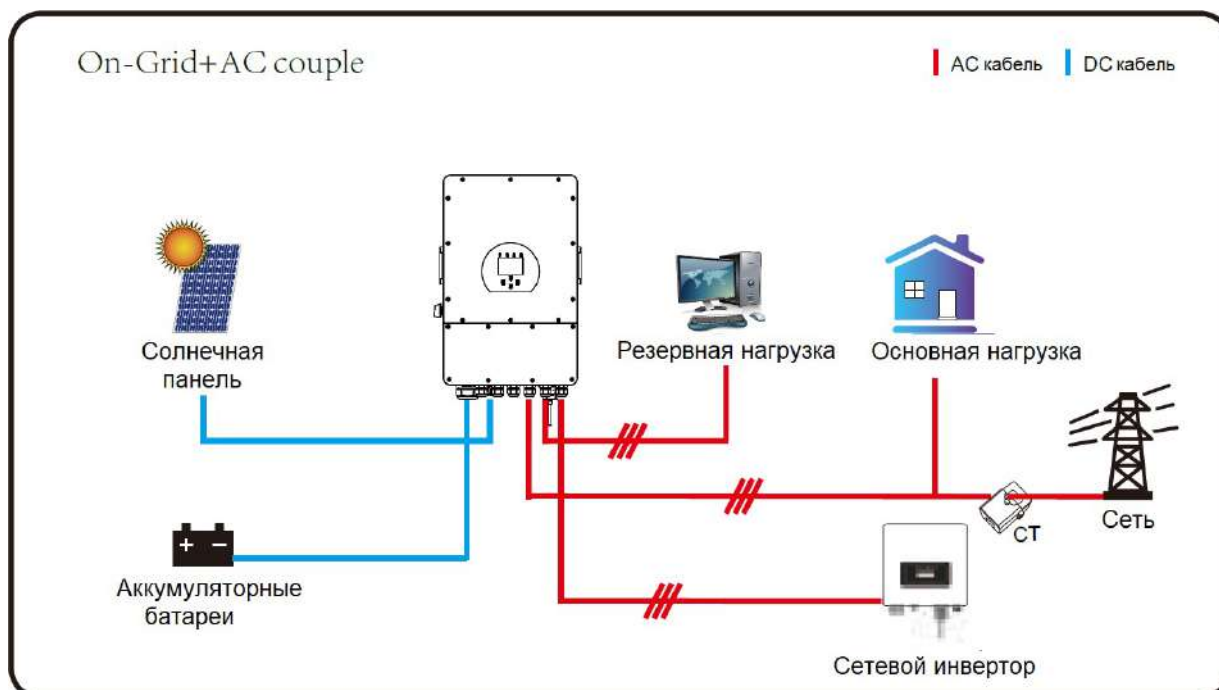 On-Grid+AC couple
AC кабель
DC кабель
Солнечная
панель
Резервная нагрузка
Основная нагрузка
Сеть
CT
+ −
Аккумуляторные
батареи
Сетевой инвертор